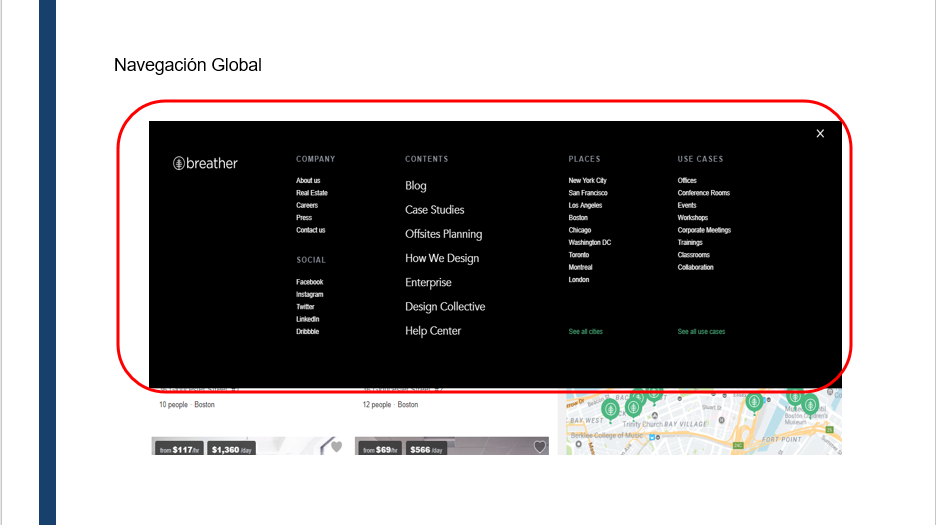 Navegación Global
X
breather
COMPANY
About us
Real Estate
Careers
Press
Contact us
SOCIAL
Facebook
Instagram
Twitter
LinkedIn
Dribbble
CONTENTS
Blog
Case Studies
Offsites Planning
How We Design
Enterprise
Design Collective
Help Center
PLACES
New York City
San Francisco
Los Angeles
Boston
Chicago
Washington DC
Toronto
Montreal
London
See all cities
USE CASES
Offices
Conference Rooms
Events
Workshops
Corporate Meetings
Trainings
Classrooms
Collaboration
See all use cases
10 people · Boston
12 people · Boston
from $117/hr
$1,360 /day
from $69/hr
$566 /day
Stuart St
Trinity Church
BAY VILLAGE
Berklee College of Music
FORT POINT